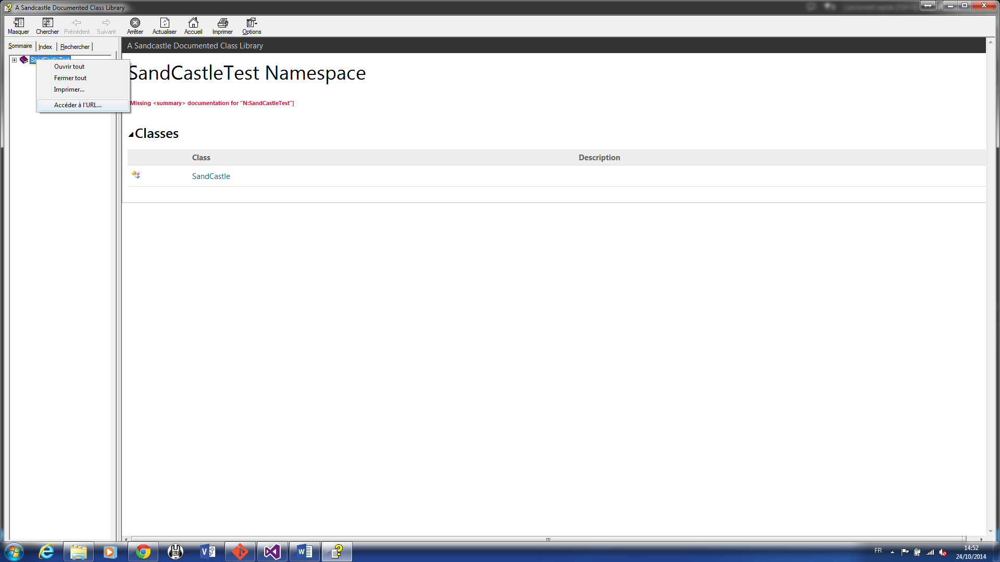 A Sandcastle Documented Class Library
Masquer Chercher Précédent Suivant Arrêter Actualiser Accueil Imprimer Options
Sommaire Index Rechercher
A Sandcastle Documented Class Library
SandCastleTest
Ouvrir tout
Fermer tout
Imprimer...
Accéder à l'URL...
SandCastleTest Namespace
Missing <summary> documentation for "N:SandCastleTest"]
Classes
Class Description
SandCastle
FR
14:52
24/10/2014